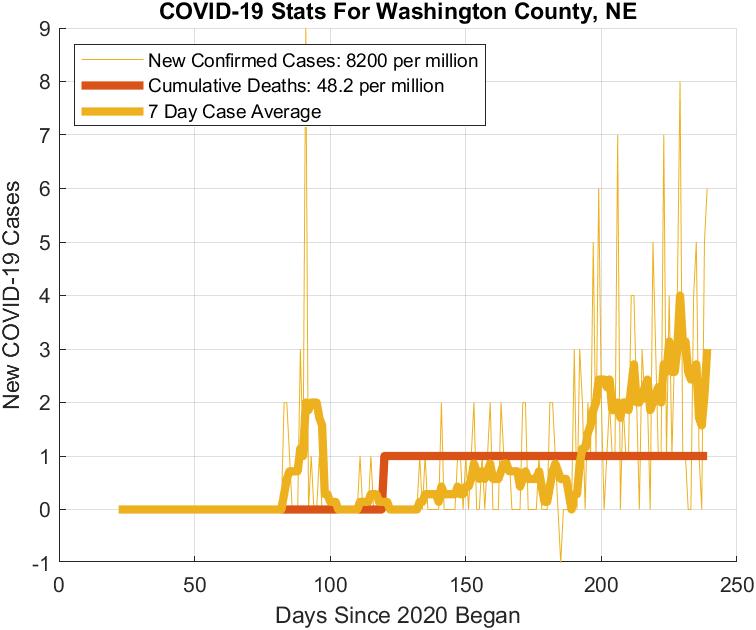 COVID-19 Stats For Washington County, NE
New Confirmed Cases: 8200 per million
Cumulative Deaths: 48.2 per million
7 Day Case Average
New COVID-19 Cases
9
8
7
6
5
4
3
2
1
0
-1
0 50 100 150 200 250
Days Since 2020 Began